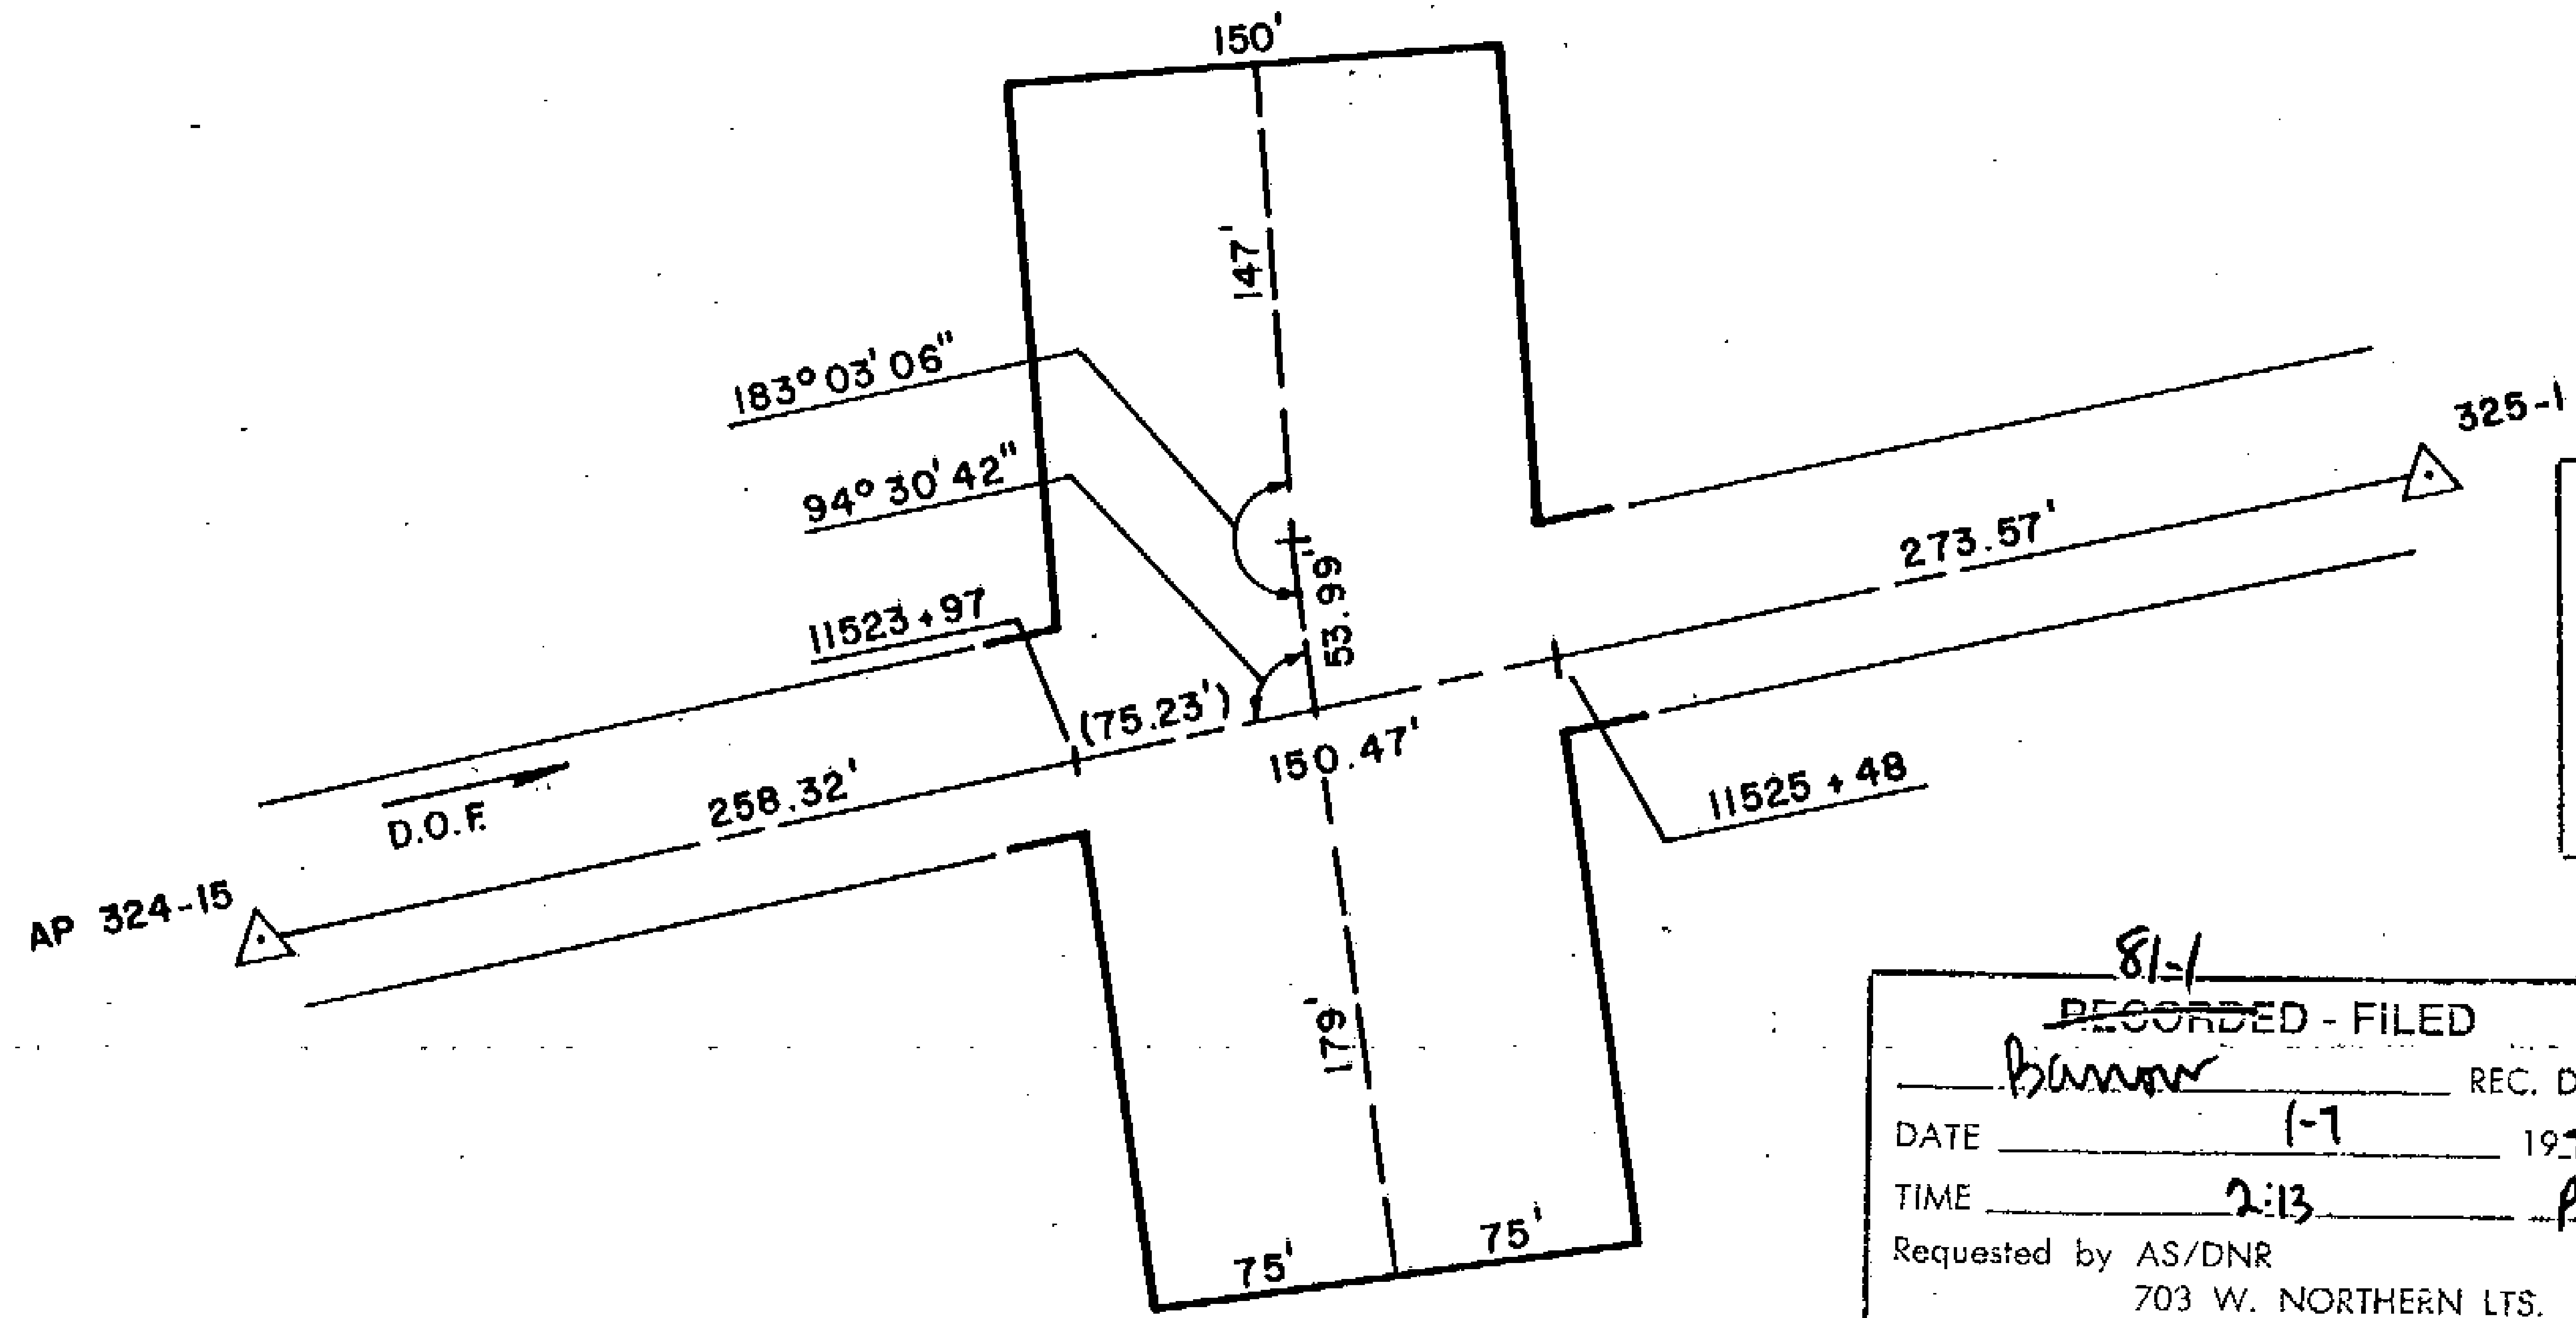 150'
147'
183° 03' 06"
94° 30' 42"
325-1
273.57'
53.99'
11523+97
(75.23')
150.47'
258.32'
D.O.F.
11525 + 48
AP 324-15
179'
75'
75'
81-1
RECORDED - FILED
Barrow REC. D
DATE 1-7 19
TIME 2:13 P
Requested by AS/DNR
703 W. NORTHERN LTS.